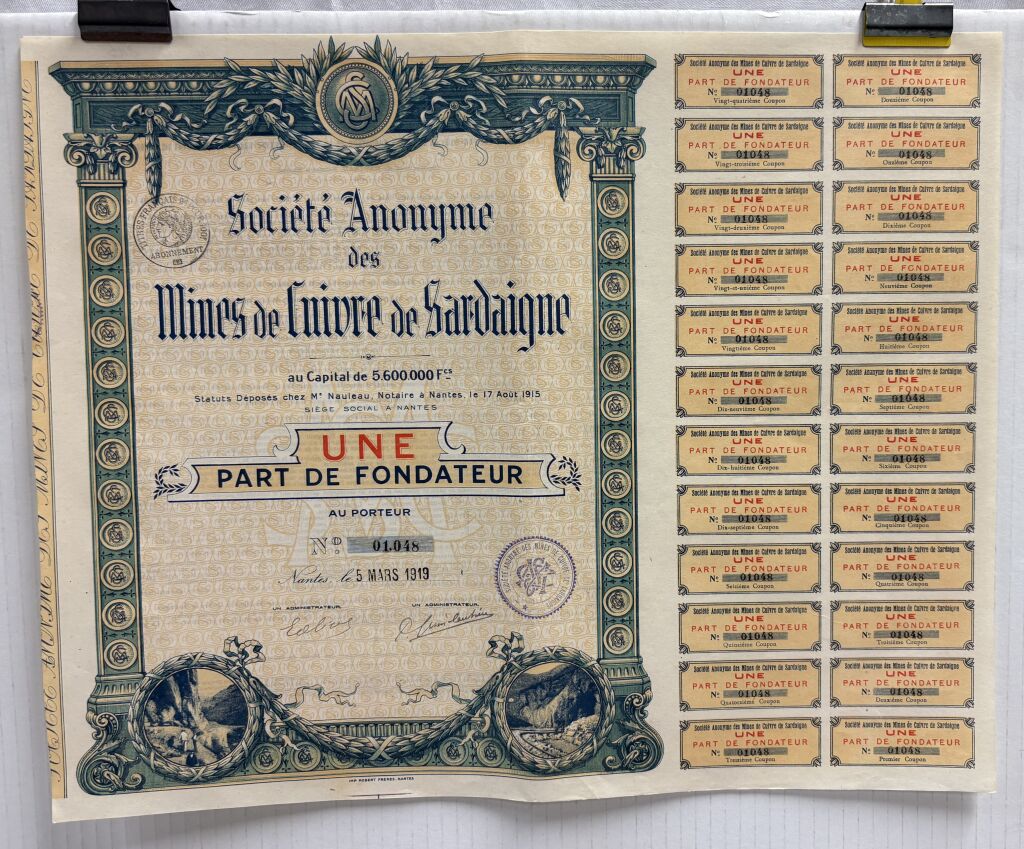 Société Anonyme
des
Mines de Cuivre de Sardaigne
au Capital de 5.600.000 Fcs
Statuts Déposés chez Me Nauleau, Notaire à Nantes, le 17 Août 1915
SIÈGE SOCIAL A NANTES
UNE
PART DE FONDATEUR
AU PORTEUR
No 01.048
Nantes, le 5 MARS 1919
UN ADMINISTRATEUR. UN ADMINISTRATEUR.
IMP ROBERT FRÈRES, NANTES
ABONNEMENT
Société Anonyme des Mines de Cuivre de Sardaigne
UNE
PART DE FONDATEUR
No 01048
Vingt-quatrième Coupon
Société Anonyme des Mines de Cuivre de Sardaigne
UNE
PART DE FONDATEUR
No 01048
Douzième Coupon
Société Anonyme des Mines de Cuivre de Sardaigne
UNE
PART DE FONDATEUR
No 01048
Vingt-troisième Coupon
Société Anonyme des Mines de Cuivre de Sardaigne
UNE
PART DE FONDATEUR
No 01048
Onzième Coupon
Société Anonyme des Mines de Cuivre de Sardaigne
UNE
PART DE FONDATEUR
No 01048
Vingt-deuxième Coupon
Société Anonyme des Mines de Cuivre de Sardaigne
UNE
PART DE FONDATEUR
No 01048
Dixième Coupon
Société Anonyme des Mines de Cuivre de Sardaigne
UNE
PART DE FONDATEUR
No 01048
Vingt-et-unième Coupon
Société Anonyme des Mines de Cuivre de Sardaigne
UNE
PART DE FONDATEUR
No 01048
Neuvième Coupon
Société Anonyme des Mines de Cuivre de Sardaigne
UNE
PART DE FONDATEUR
No 01048
Vingtième Coupon
Société Anonyme des Mines de Cuivre de Sardaigne
UNE
PART DE FONDATEUR
No 01048
Huitième Coupon
Société Anonyme des Mines de Cuivre de Sardaigne
UNE
PART DE FONDATEUR
No 01048
Dix-neuvième Coupon
Société Anonyme des Mines de Cuivre de Sardaigne
UNE
PART DE FONDATEUR
No 01048
Septième Coupon
Société Anonyme des Mines de Cuivre de Sardaigne
UNE
PART DE FONDATEUR
No 01048
Dix-huitième Coupon
Société Anonyme des Mines de Cuivre de Sardaigne
UNE
PART DE FONDATEUR
No 01048
Sixième Coupon
Société Anonyme des Mines de Cuivre de Sardaigne
UNE
PART DE FONDATEUR
No 01048
Dix-septième Coupon
Société Anonyme des Mines de Cuivre de Sardaigne
UNE
PART DE FONDATEUR
No 01048
Cinquième Coupon
Société Anonyme des Mines de Cuivre de Sardaigne
UNE
PART DE FONDATEUR
No 01048
Seizième Coupon
Société Anonyme des Mines de Cuivre de Sardaigne
UNE
PART DE FONDATEUR
No 01048
Quatrième Coupon
Société Anonyme des Mines de Cuivre de Sardaigne
UNE
PART DE FONDATEUR
No 01048
Quinzième Coupon
Société Anonyme des Mines de Cuivre de Sardaigne
UNE
PART DE FONDATEUR
No 01048
Troisième Coupon
Société Anonyme des Mines de Cuivre de Sardaigne
UNE
PART DE FONDATEUR
No 01048
Quatorzième Coupon
Société Anonyme des Mines de Cuivre de Sardaigne
UNE
PART DE FONDATEUR
No 01048
Deuxième Coupon
Société Anonyme des Mines de Cuivre de Sardaigne
UNE
PART DE FONDATEUR
No 01048
Treizième Coupon
Société Anonyme des Mines de Cuivre de Sardaigne
UNE
PART DE FONDATEUR
No 01048
Premier Coupon